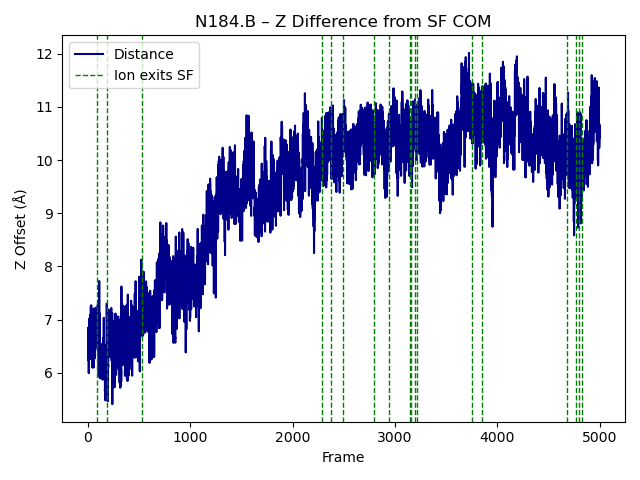 N184.B – Z Difference from SF COM
Distance
Ion exits SF
Z Offset (Å)
12
11
10
9
8
7
6
0 1000 2000 3000 4000 5000
Frame